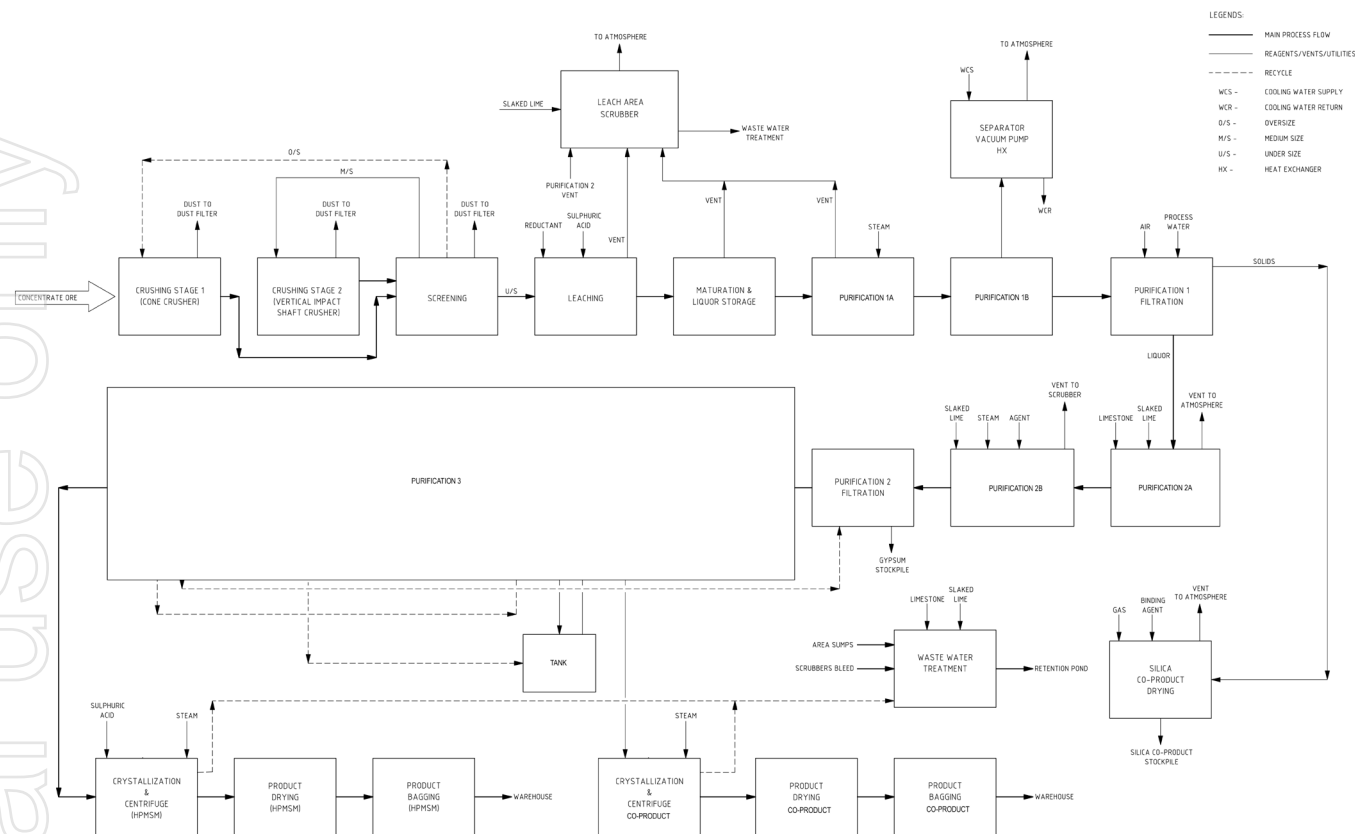 LEGENDS:
MAIN PROCESS FLOW
REAGENTS/VENTS/UTILITIES
RECYCLE
WCS - COOLING WATER SUPPLY
WCR - COOLING WATER RETURN
O/S - OVERSIZE
M/S - MEDIUM SIZE
U/S - UNDER SIZE
HX - HEAT EXCHANGER
TO ATMOSPHERE
SLAKED LIME
LEACH AREA
SCRUBBER
WASTE WATER
TREATMENT
PURIFICATION 2
VENT
VENT
VENT
VENT
TO ATMOSPHERE
WCS
SEPARATOR
VACUUM PUMP
HX
WCR
O/S
M/S
DUST TO
DUST FILTER
DUST TO
DUST FILTER
DUST TO
DUST FILTER
REDUCTANT
SULPHURIC
ACID
STEAM
AIR
PROCESS
WATER
CONCENTRATE ORE
CRUSHING STAGE 1
(CONE CRUSHER)
CRUSHING STAGE 2
(VERTICAL IMPACT
SHAFT CRUSHER)
SCREENING
U/S
LEACHING
MATURATION &
LIQUOR STORAGE
PURIFICATION 1A
PURIFICATION 1B
PURIFICATION 1
FILTRATION
SOLIDS
LIQUOR
PURIFICATION 3
PURIFICATION 2
FILTRATION
GYPSUM
STOCKPILE
SLAKED
LIME
STEAM
AGENT
VENT TO
SCRUBBER
PURIFICATION 2B
LIMESTONE
SLAKED
LIME
VENT TO
ATMOSPHERE
PURIFICATION 2A
TANK
LIMESTONE
SLAKED
LIME
AREA SUMPS
SCRUBBERS BLEED
WASTE WATER
TREATMENT
RETENTION POND
GAS
BINDING
AGENT
VENT
TO ATMOSPHERE
SILICA
CO-PRODUCT
DRYING
SILICA CO-PRODUCT
STOCKPILE
SULPHURIC
ACID
STEAM
CRYSTALLIZATION
&
CENTRIFUGE
(HPMSM)
PRODUCT
DRYING
(HPMSM)
PRODUCT
BAGGING
(HPMSM)
WAREHOUSE
STEAM
CRYSTALLIZATION
&
CENTRIFUGE
CO-PRODUCT
PRODUCT
DRYING
CO-PRODUCT
PRODUCT
BAGGING
CO-PRODUCT
WAREHOUSE
al use only